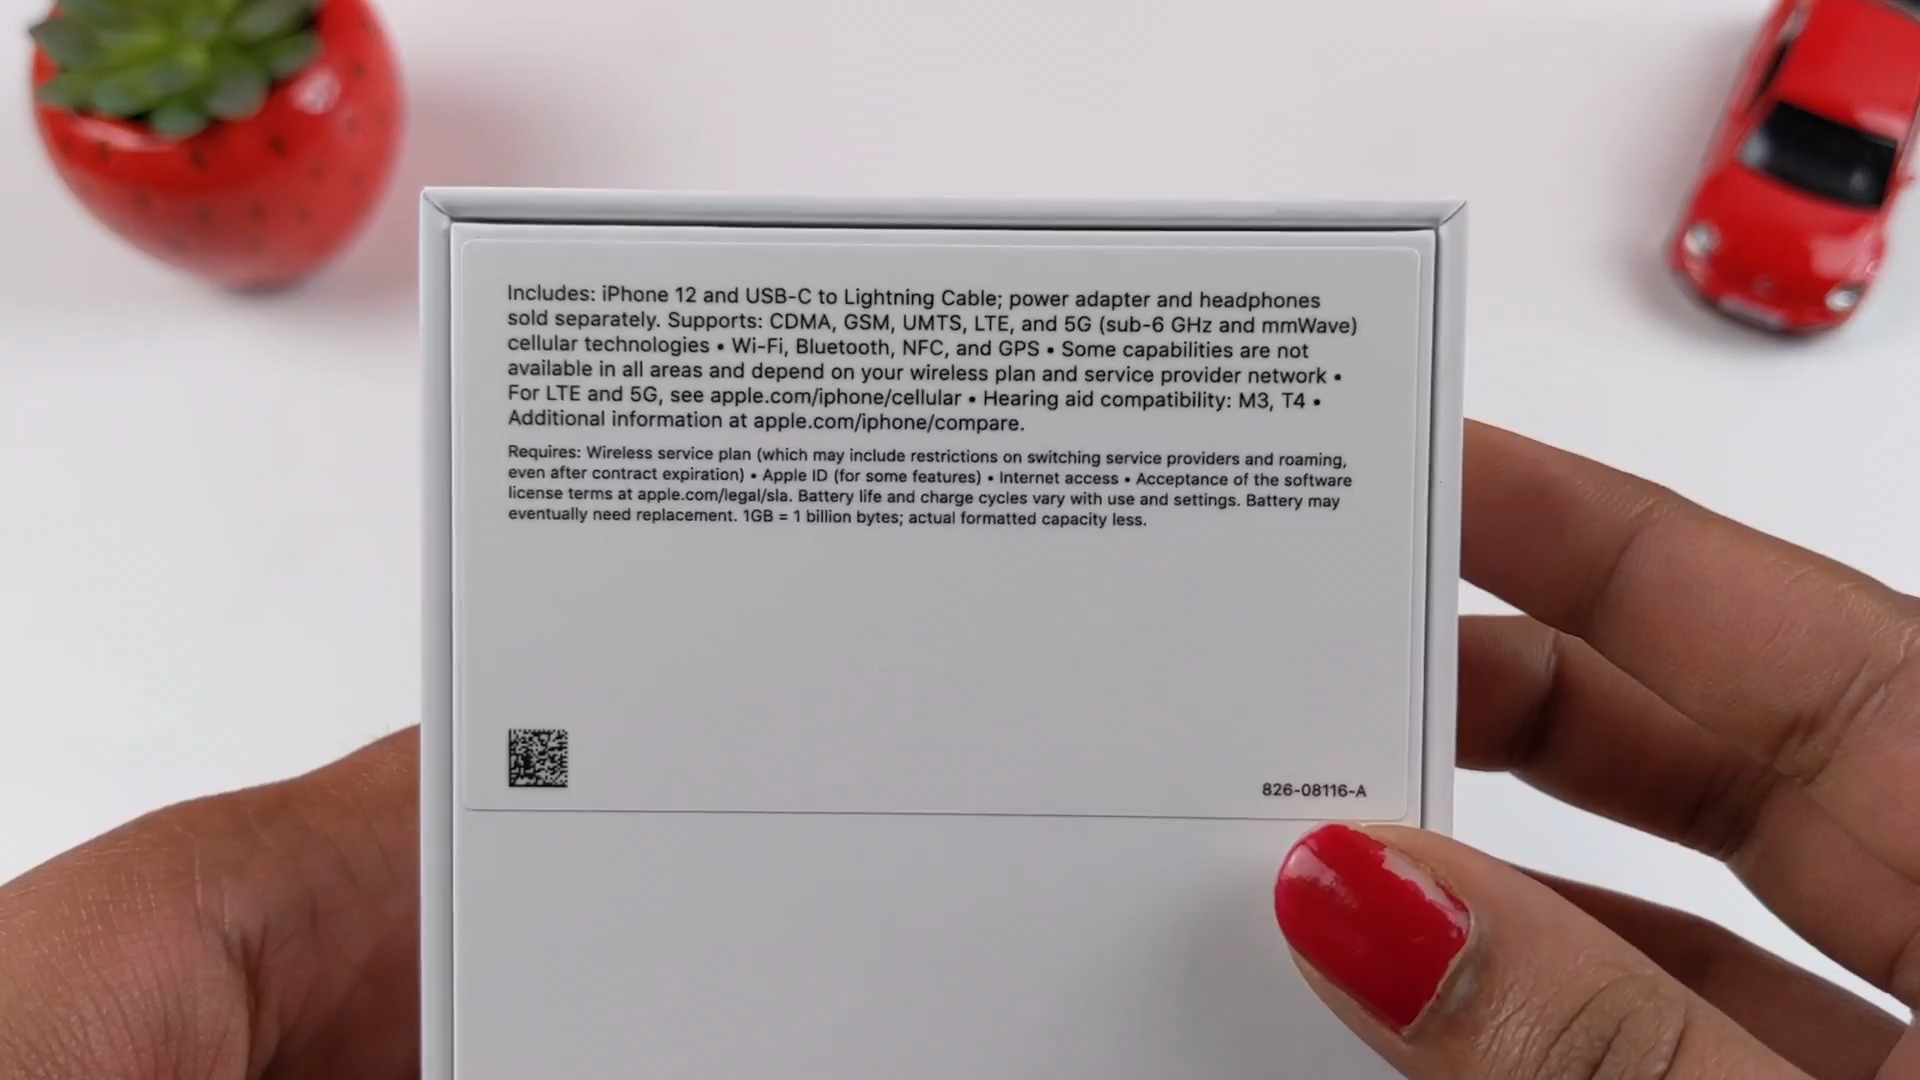 Includes: iPhone 12 and USB-C to Lightning Cable; power adapter and headphones
sold separately. Supports: CDMA, GSM, UMTS, LTE, and 5G (sub-6 GHz and mmWave)
cellular technologies • Wi-Fi, Bluetooth, NFC, and GPS • Some capabilities are not
available in all areas and depend on your wireless plan and service provider network •
For LTE and 5G, see apple.com/iphone/cellular • Hearing aid compatibility: M3, T4 •
Additional information at apple.com/iphone/compare.
Requires: Wireless service plan (which may include restrictions on switching service providers and roaming,
even after contract expiration) • Apple ID (for some features) • Internet access • Acceptance of the software
license terms at apple.com/legal/sla. Battery life and charge cycles vary with use and settings. Battery may
eventually need replacement. 1GB = 1 billion bytes; actual formatted capacity less.
826-08116-A